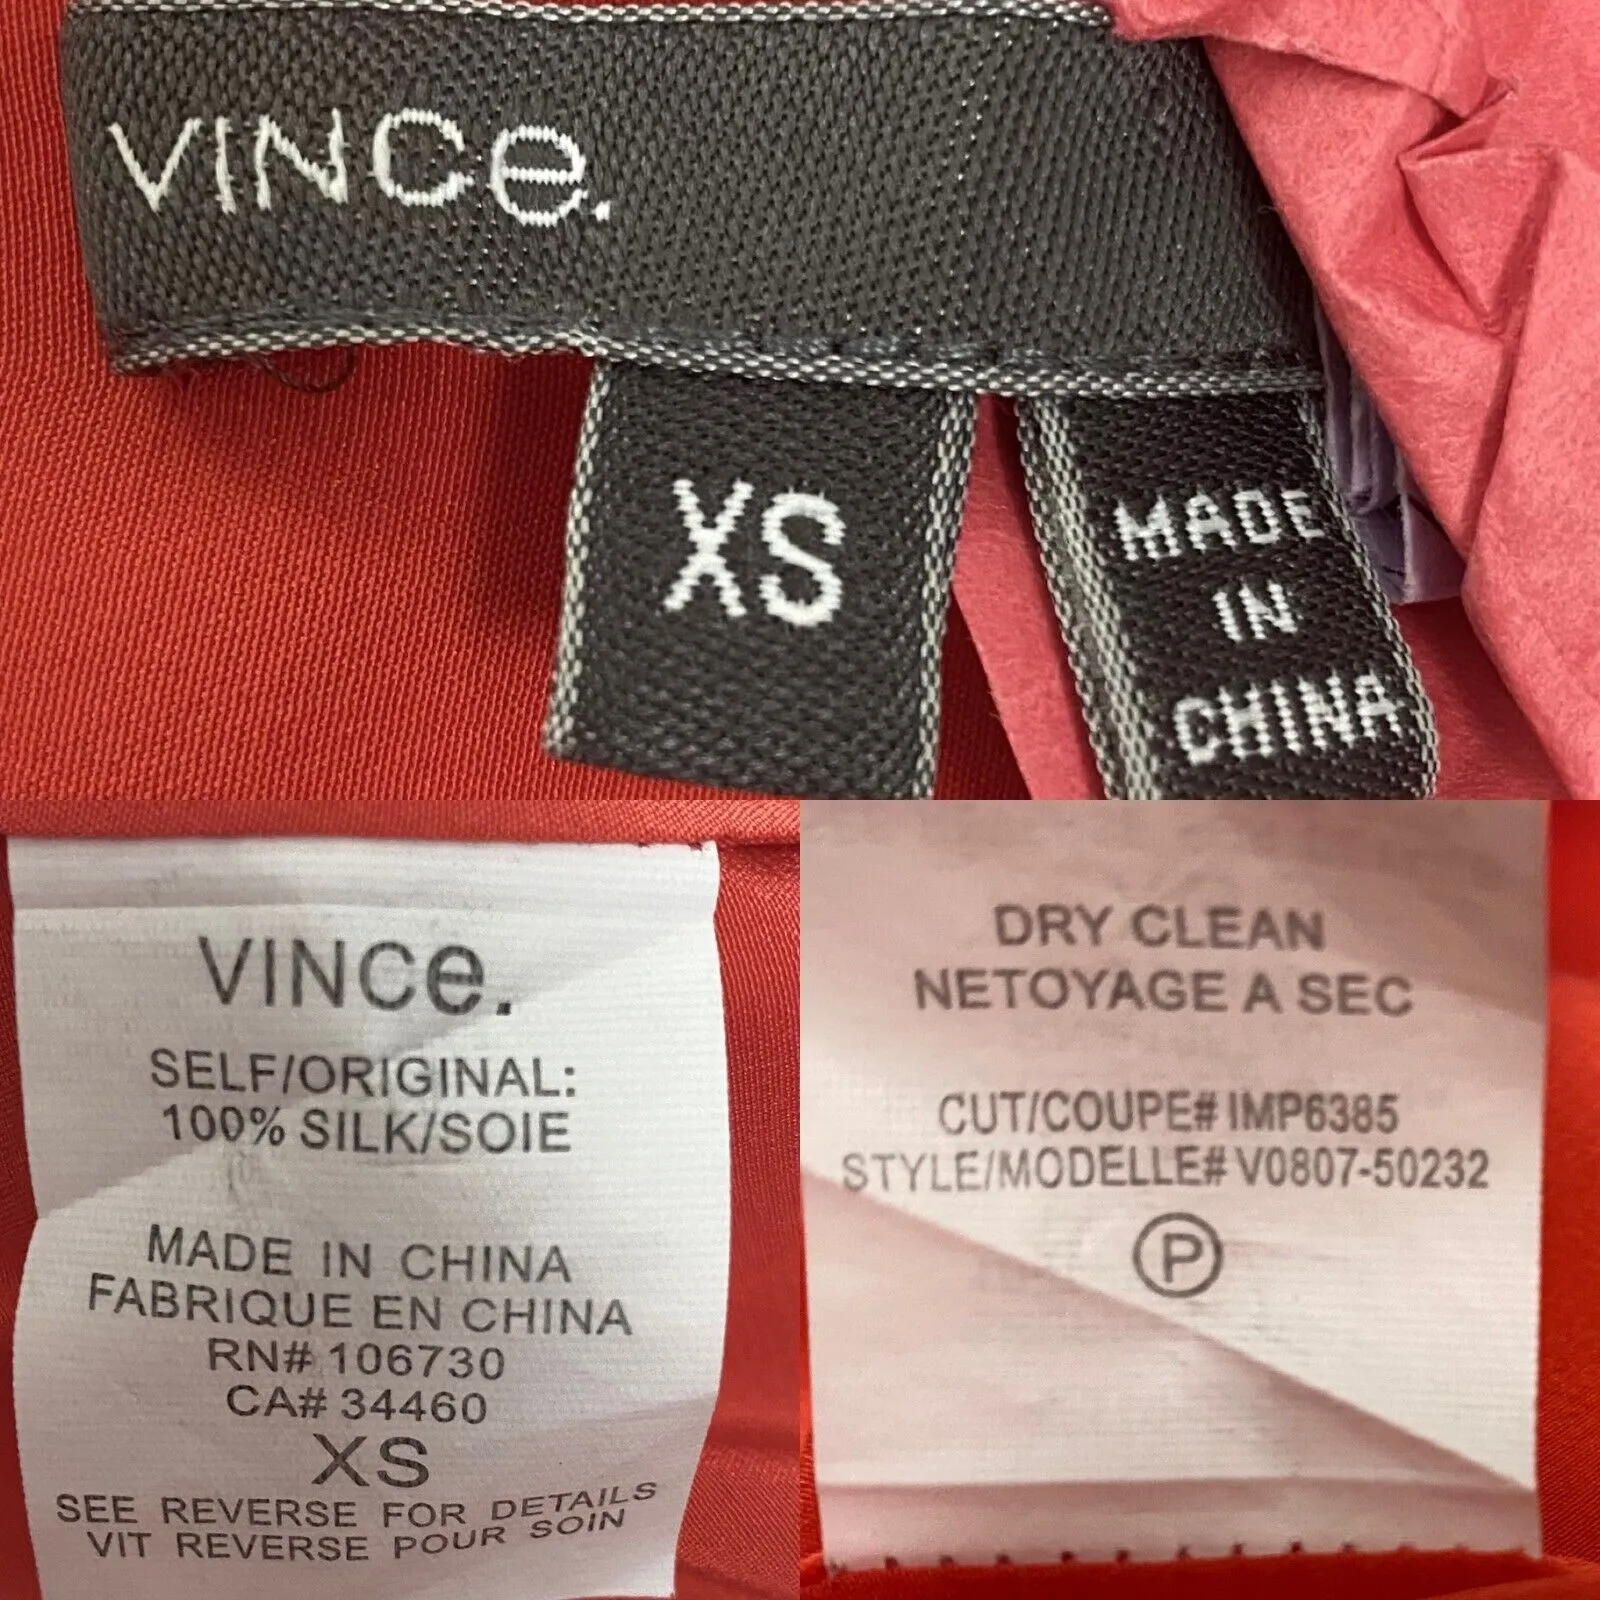 VINCe.
XS
MADE
IN
CHINA
VINCe.
SELF/ORIGINAL:
100% SILK/SOIE
MADE IN CHINA
FABRIQUE EN CHINA
RN# 106730
CA# 34460
XS
SEE REVERSE FOR DETAILS
VIT REVERSE POUR SOIN
DRY CLEAN
NETOYAGE A SEC
CUT/COUPE# IMP6385
STYLE/MODELLE# V0807-50232
P